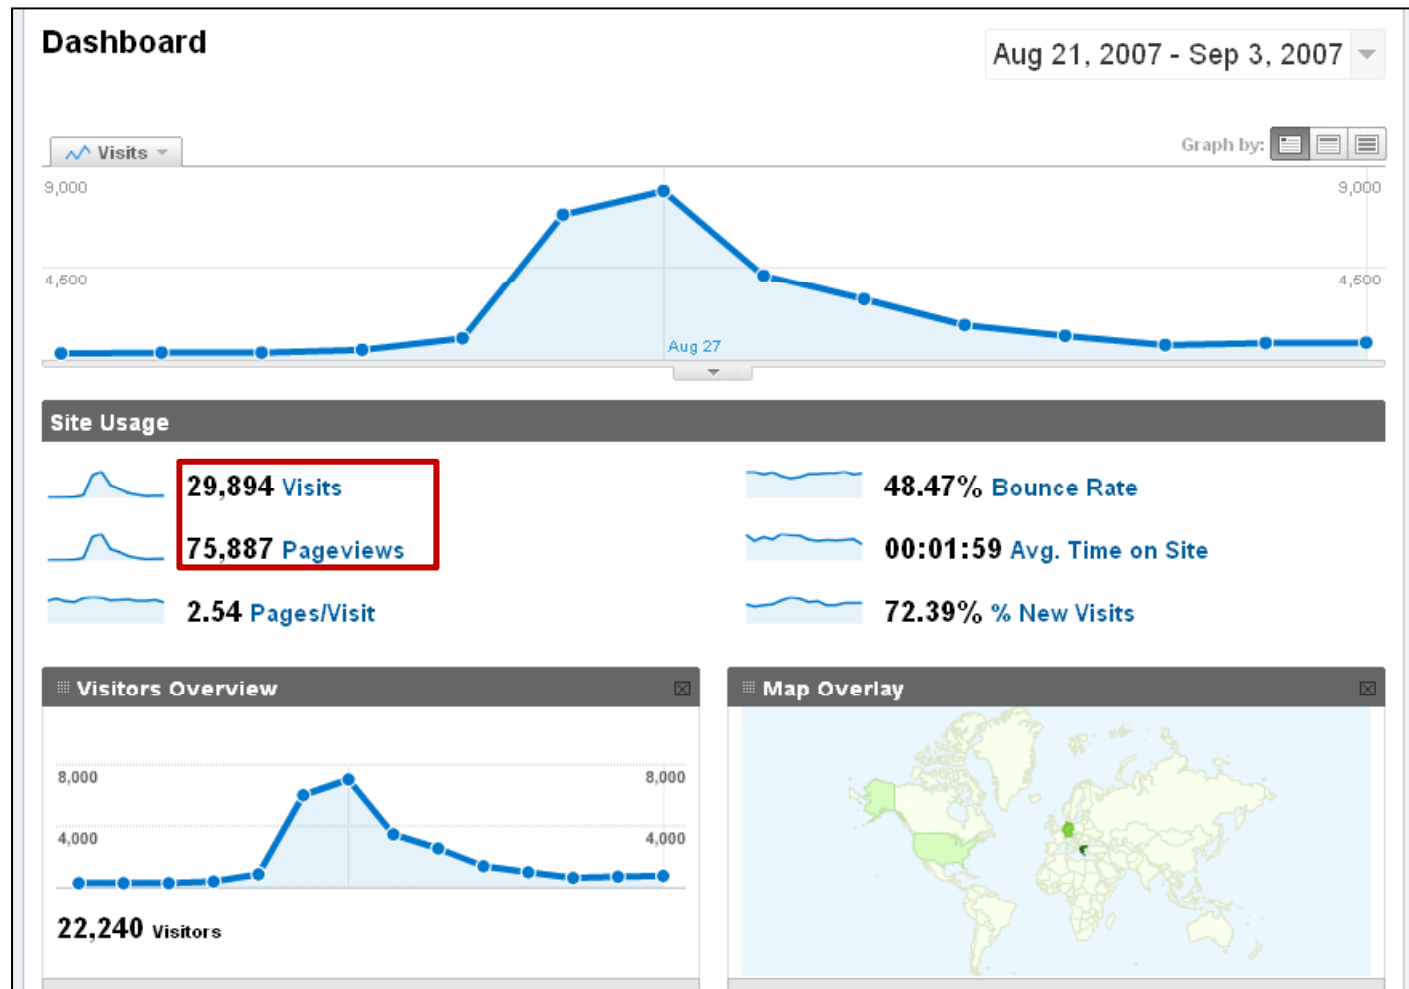 Dashboard
Aug 21, 2007 - Sep 3, 2007
Visits
Graph by:
9,000
9,000
4,500
4,500
Aug 27
Site Usage
29,894 Visits
48.47% Bounce Rate
75,887 Pageviews
00:01:59 Avg. Time on Site
2.54 Pages/Visit
72.39% % New Visits
Visitors Overview
Map Overlay
8,000
8,000
4,000
4,000
22,240 Visitors